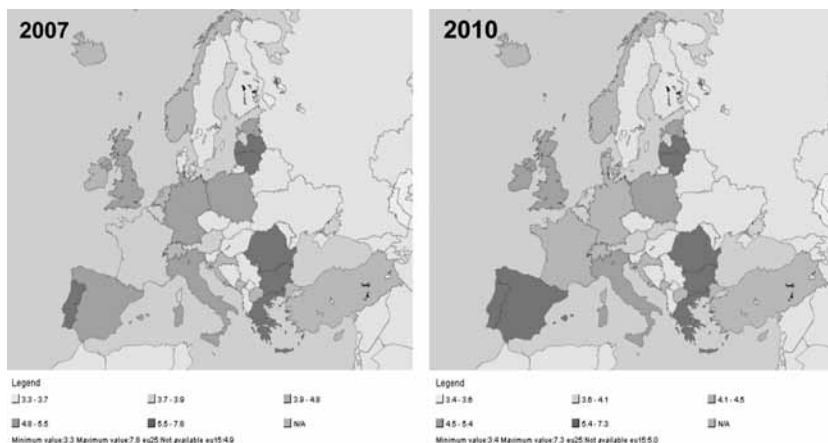 2007
2010
Legend
3.3 - 3.7
3.7 - 3.9
3.9 - 4.8
4.8 - 5.5
5.5 - 7.8
N/A
Minimum value:3.3 Maximum value:7.8 eu25:Not available eu15:4.9
Legend
3.4 - 3.6
3.6 - 4.1
4.1 - 4.5
4.5 - 5.4
5.4 - 7.3
N/A
Minimum value:3.4 Maximum value:7.3 eu25:Not available eu15:5.0